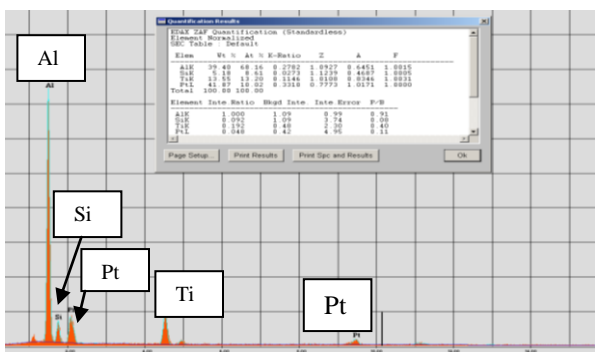 Quantification Results
EDAX ZAF Quantification (Standardless)
Element Normalized
SEC Table : Default
Elem Wt % At % K-Ratio Z A F
AlK 39.40 68.16 0.2782 1.0927 0.6451 1.0015
SiK 5.18 8.61 0.0273 1.1239 0.4687 1.0005
TiK 13.55 13.20 0.1146 1.0108 0.8346 1.0031
PtL 41.87 10.02 0.3310 0.7773 1.0171 1.0000
Total 100.00 100.00
Element Inte Ratio Bkgd Inte Inte Error P-B
AlK 1.000 1.09 0.99 0.91
SiK 0.092 1.09 3.74 0.08
TiK 0.192 0.48 2.30 0.40
PtL 0.048 0.42 4.95 0.11
Page Setup... Print Results Print Spc and Results Ok
Al
Al
Si
Pt
Ti
Pt
Si
Pt